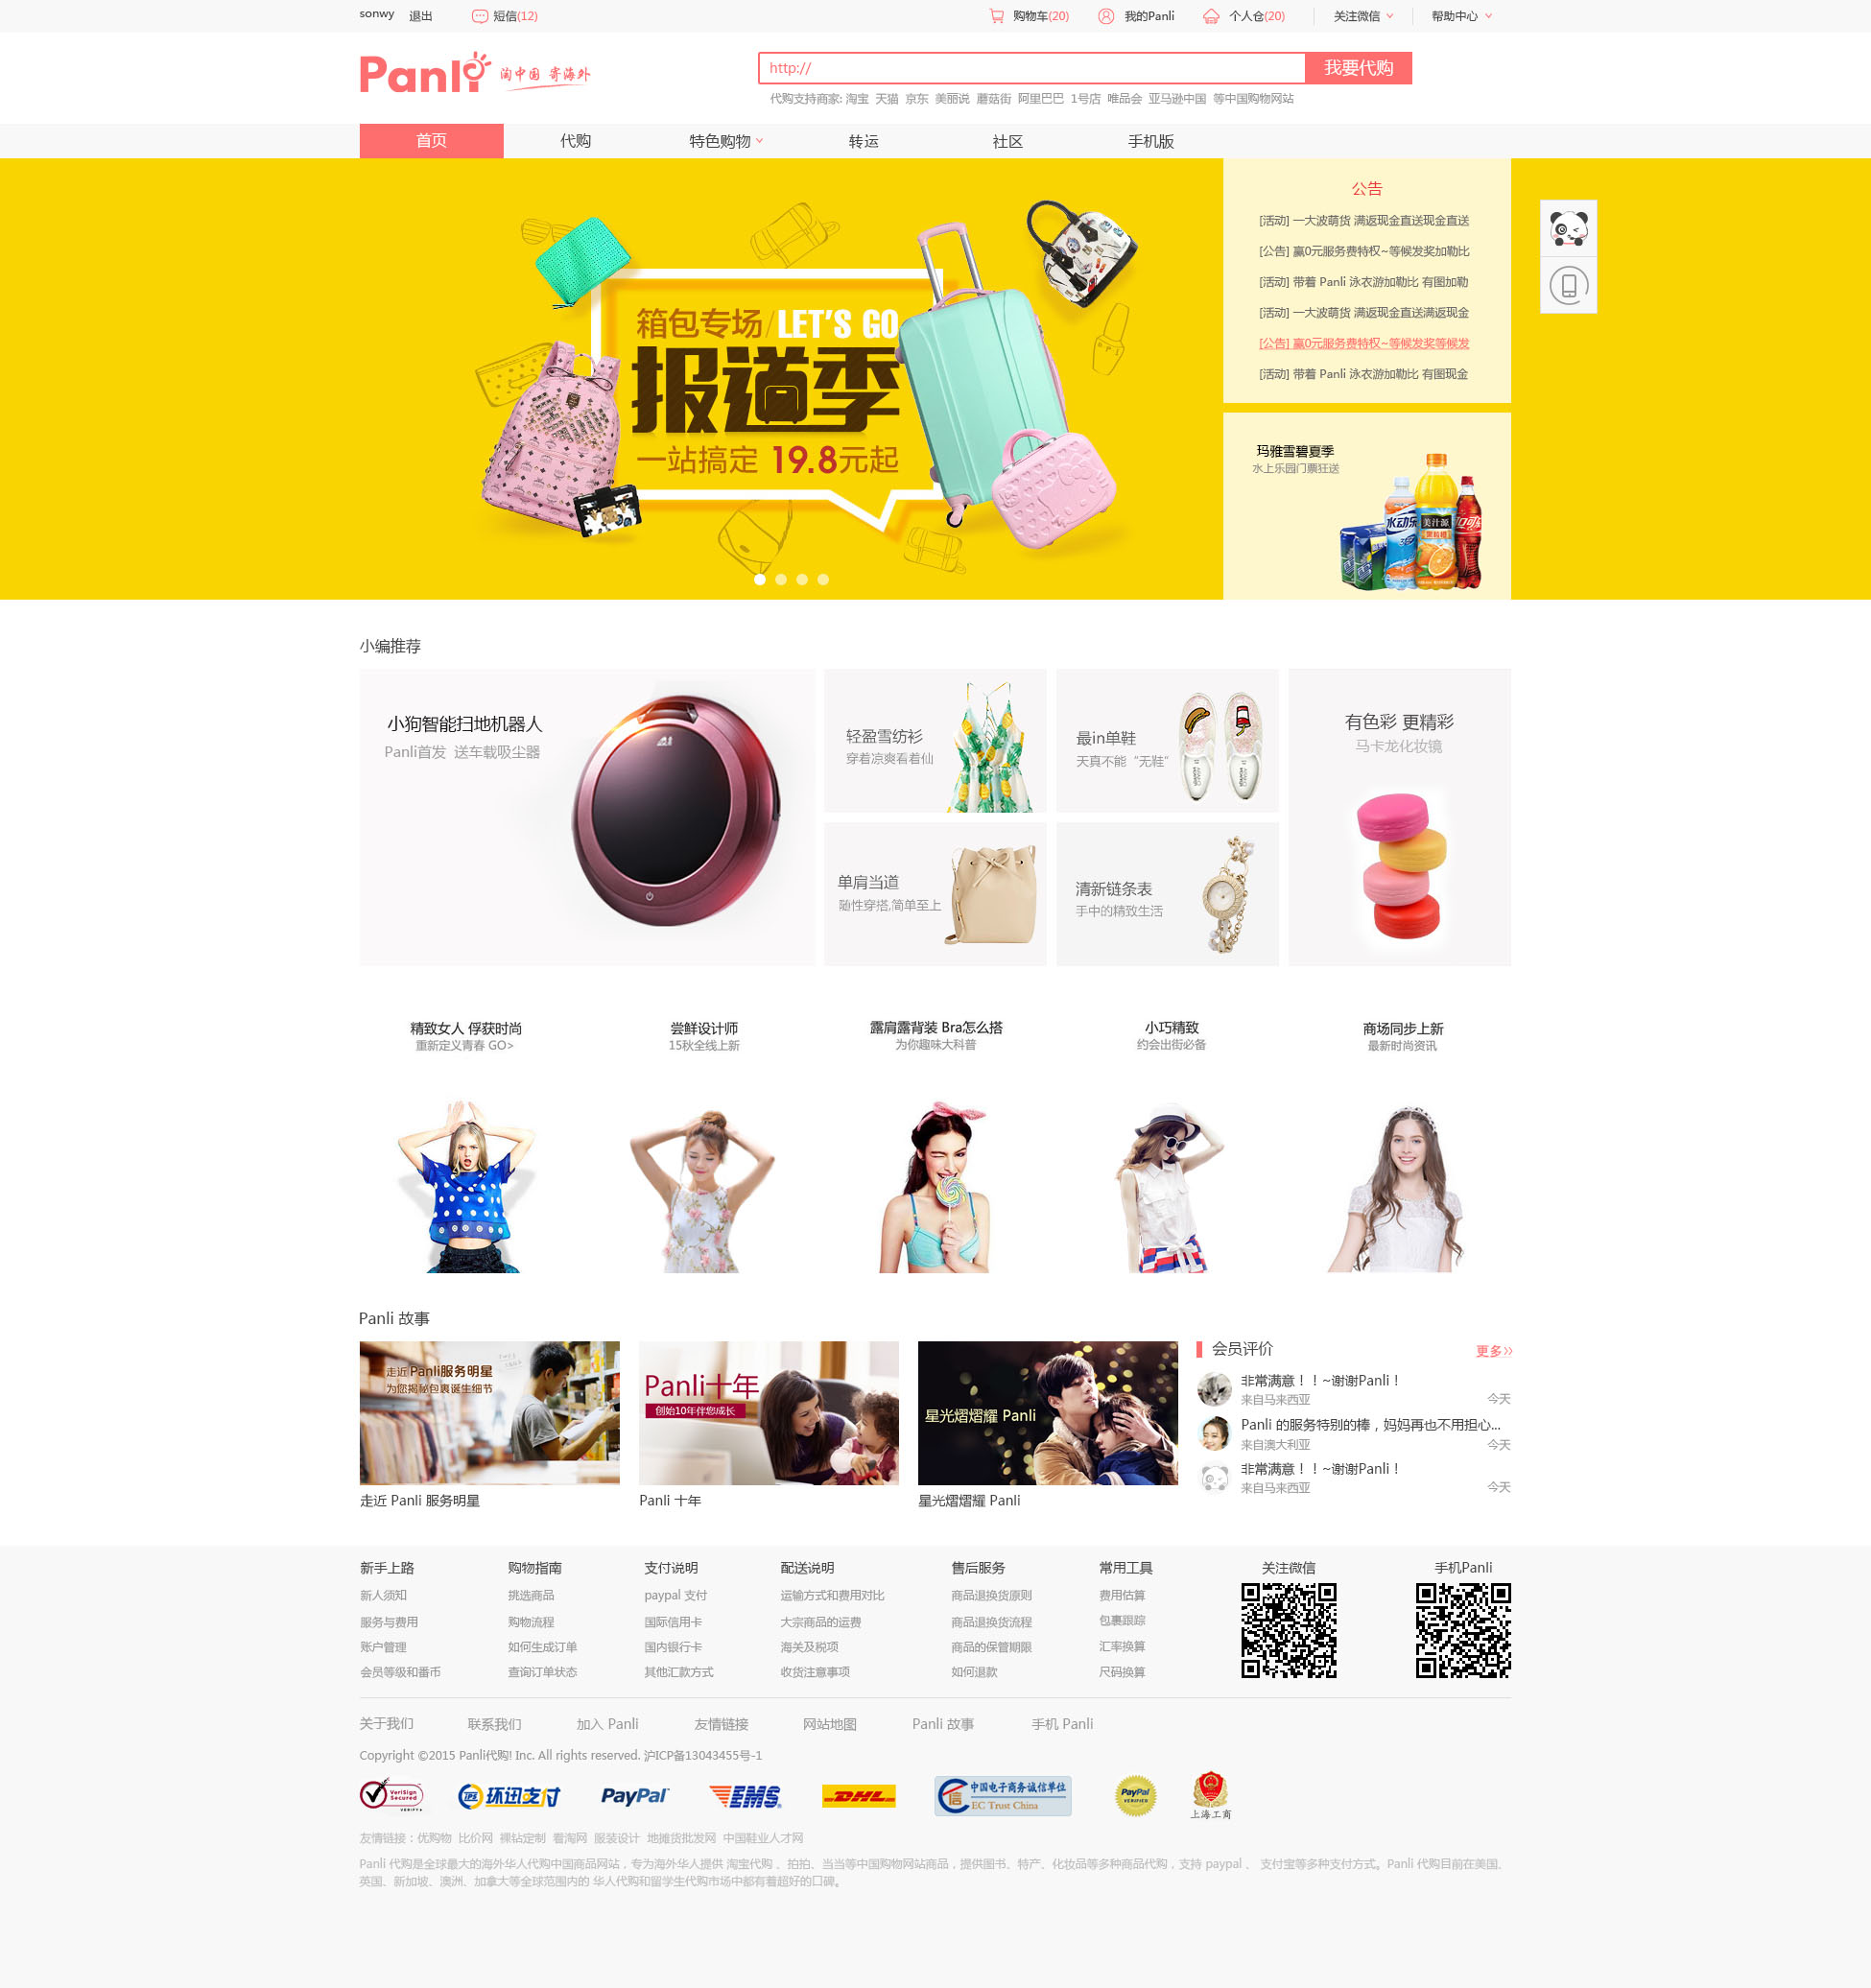 sonwy 退出 短信(12) 购物车(20) 我的Panli 个人仓(20) 关注微信 帮助中心
Panli 淘中国 寄海外
http:// 我要代购
代购支持商家: 淘宝 天猫 京东 美丽说 蘑菇街 阿里巴巴 1号店 唯品会 亚马逊中国 等中国购物网站
首页 代购 特色购物 转运 社区 手机版
箱包专场/LET'S GO
报道季
一站搞定 19.8元起
公告
[活动] 一大波萌货 满返现金直送现金直送
[公告] 赢0元服务费特权~等候发奖加勒比
[活动] 带着 Panli 泳衣游加勒比 有图加勒
[活动] 一大波萌货 满返现金直送满返现金
[公告] 赢0元服务费特权~等候发奖等候发
[活动] 带着 Panli 泳衣游加勒比 有图现金
玛雅雪碧夏季
水上乐园门票狂送
水动乐
美汁源
果粒橙
小编推荐
小狗智能扫地机器人
Panli首发 送车载吸尘器
轻盈雪纺衫
穿着凉爽看着仙
最in单鞋
天真不能“无鞋”
单肩当道
随性穿搭,简单至上
清新链条表
手中的精致生活
有色彩 更精彩
马卡龙化妆镜
精致女人 俘获时尚
重新定义青春 GO>
尝鲜设计师
15秋全线上新
露肩露背装 Bra怎么搭
为你趣味大科普
小巧精致
约会出街必备
商场同步上新
最新时尚资讯
Panli 故事
走近Panli服务明星
为您揭秘包裹诞生细节
走近 Panli 服务明星
Panli十年
创始10年伴您成长
Panli 十年
星光熠熠耀 Panli
星光熠熠耀 Panli
会员评价 更多
非常满意！！~谢谢Panli！
来自马来西亚 今天
Panli 的服务特别的棒，妈妈再也不用担心...
来自澳大利亚 今天
非常满意！！~谢谢Panli！
来自马来西亚 今天
新手上路 购物指南 支付说明 配送说明 售后服务 常用工具 关注微信 手机Panli
新人须知 挑选商品 paypal 支付 运输方式和费用对比 商品退换货原则 费用估算
服务与费用 购物流程 国际信用卡 大宗商品的运费 商品退换货流程 包裹跟踪
账户管理 如何生成订单 国内银行卡 海关及税项 商品的保管期限 汇率换算
会员等级和番币 查询订单状态 其他汇款方式 收货注意事项 如何退款 尺码换算
关于我们 联系我们 加入 Panli 友情链接 网站地图 Panli 故事 手机 Panli
Copyright ©2015 Panli代购! Inc. All rights reserved. 沪ICP备13043455号-1
VeriSign Secured VERIFY
IPS 环迅支付
PayPal
EMS
DHL
中国电子商务诚信单位
EC Trust China
PayPal VERIFIED
上海工商
友情链接：优购物 比价网 裸钻定制 看淘网 服装设计 地摊货批发网 中国鞋业人才网
Panli 代购是全球最大的海外华人代购中国商品网站，专为海外华人提供 淘宝代购 、拍拍、当当等中国购物网站商品，提供图书、特产、化妆品等多种商品代购，支持 paypal 、 支付宝等多种支付方式。Panli 代购目前在美国、
英国、新加坡、澳洲、加拿大等全球范围内的 华人代购和留学生代购市场中都有着超好的口碑。